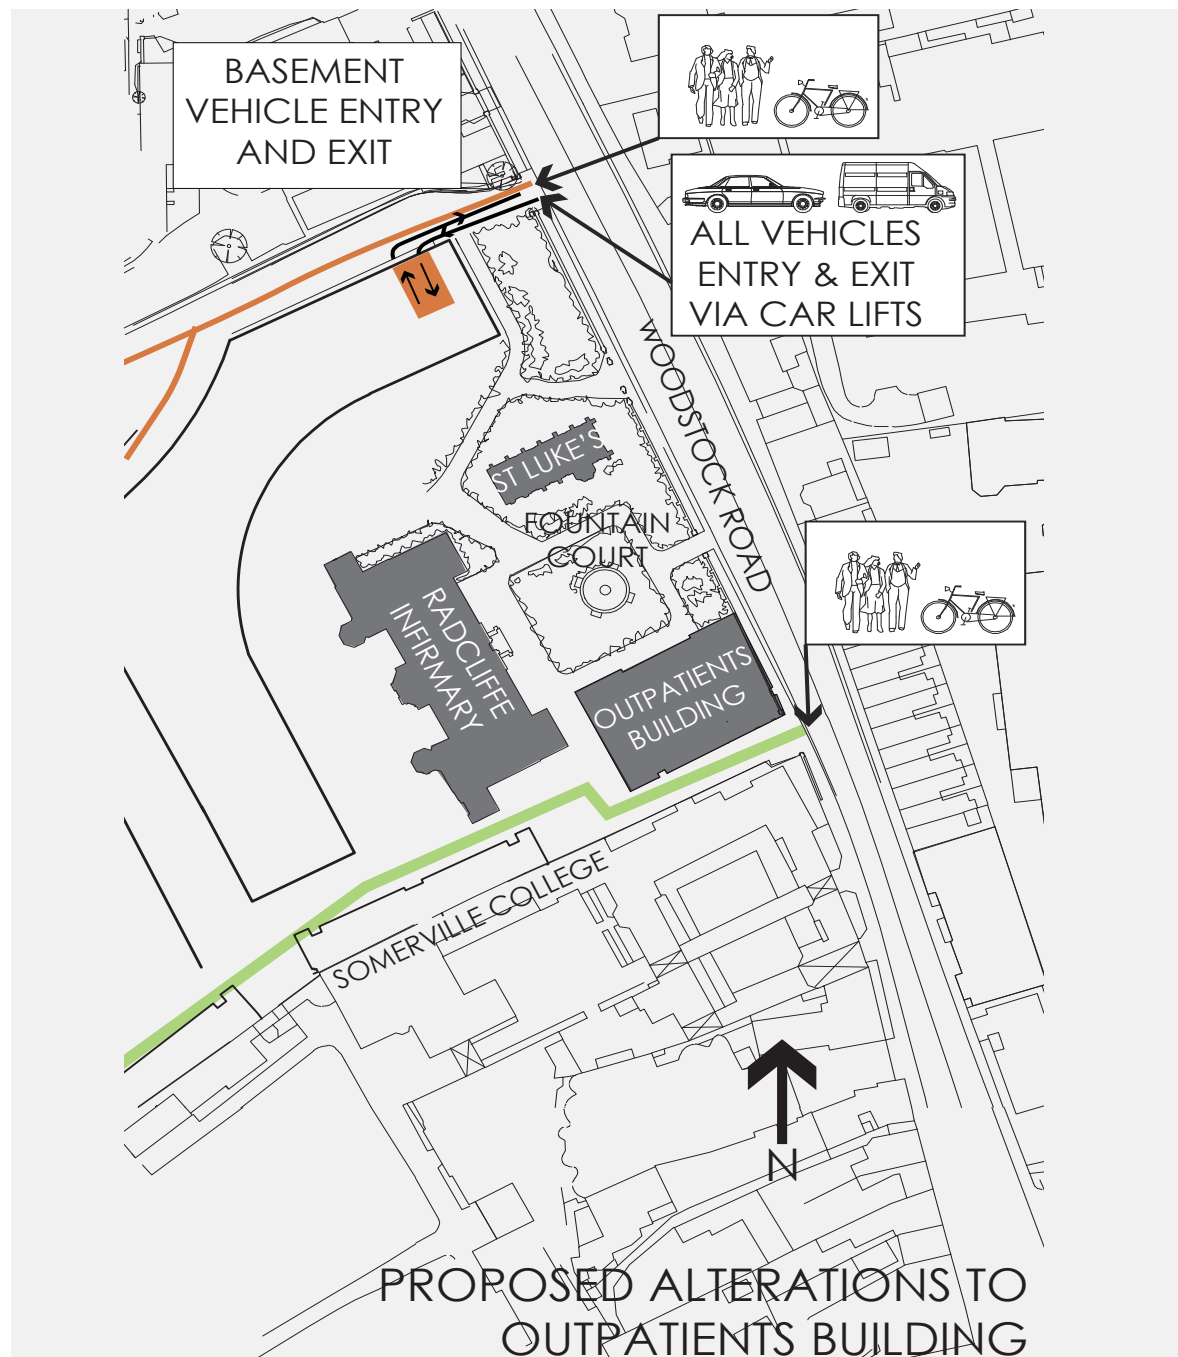 BASEMENT
VEHICLE ENTRY
AND EXIT
ALL VEHICLES
ENTRY & EXIT
VIA CAR LIFTS
WOODSTOCK ROAD
ST LUKE'S
FOUNTAIN
COURT
RADCLIFFE
INFIRMARY
OUTPATIENTS
BUILDING
SOMERVILLE COLLEGE
N
PROPOSED ALTERATIONS TO
OUTPATIENTS BUILDING